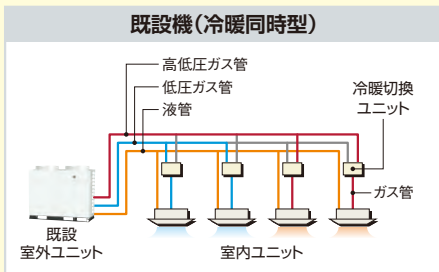 既設機（冷暖同時型）
高低圧ガス管
低圧ガス管
液管
冷暖切換
ユニット
ガス管
既設
室外ユニット
室内ユニット